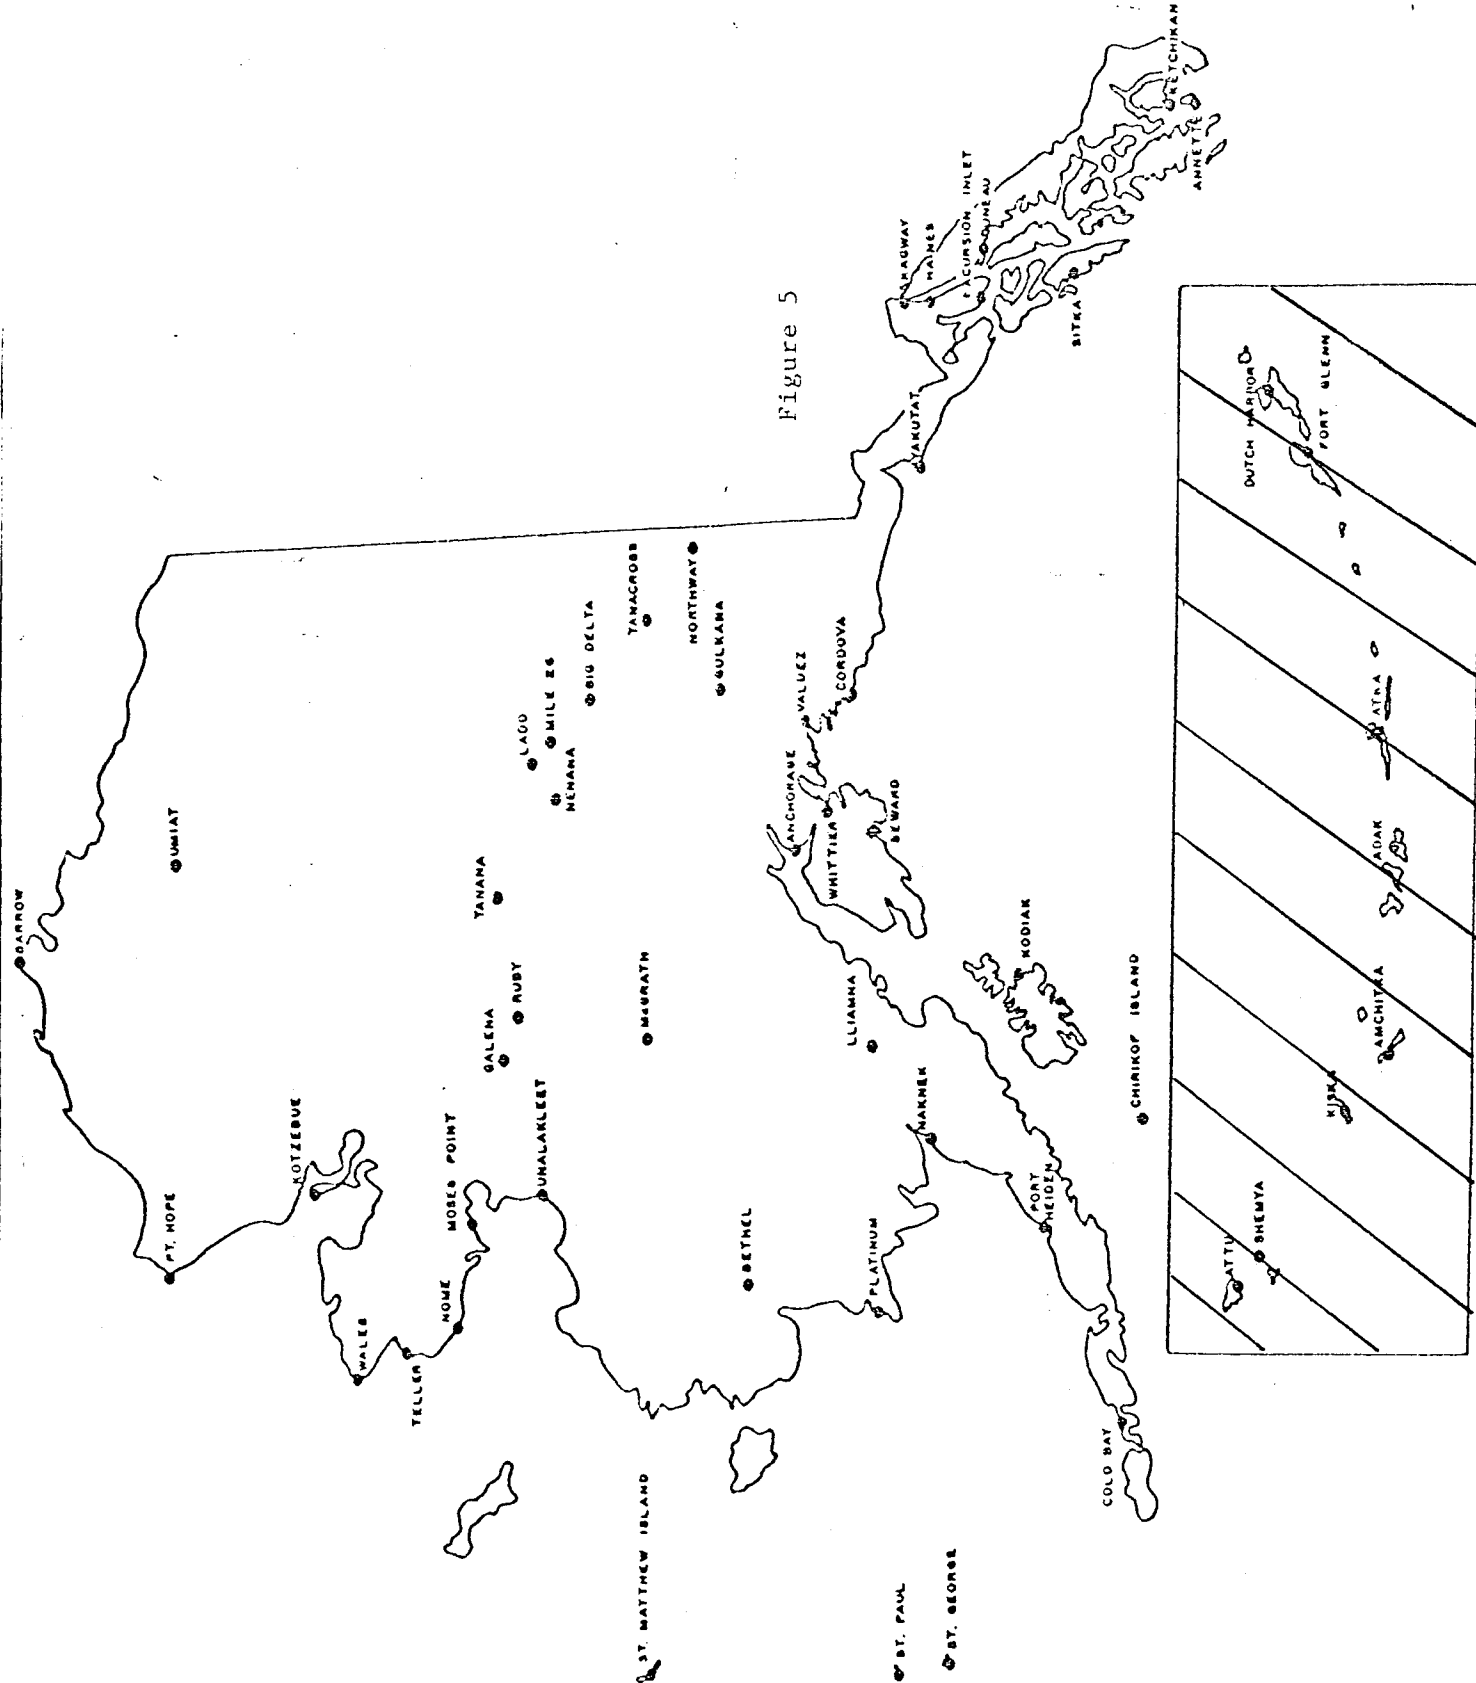 BARROW
UMIAT
PT. HOPE
KOTZEBUE
WALES
TELLER
NOME
MOSES POINT
UNALAKLEET
GALENA
RUBY
TANANA
LADD
MILE 26
NENANA
BIG DELTA
TANACROSS
NORTHWAY
GULKANA
McGRATH
ST. MATTHEW ISLAND
BETHEL
PLATINUM
ST. PAUL
ST. GEORGE
LLIAMNA
NAKNEK
PORT
HEIDEN
COLD BAY
KODIAK
CHIRIKOF ISLAND
ANCHORAGE
WHITTIER
SEWARD
VALDEZ
CORDOVA
YAKUTAT
Figure 5
SKAGWAY
HAINES
EXCURSION INLET
JUNEAU
SITKA
ANNETTE
KETCHIKAN
DUTCH HARBOR
FORT GLENN
ATKA
ADAK
AMCHITKA
KISKA
SHEMYA
ATTU